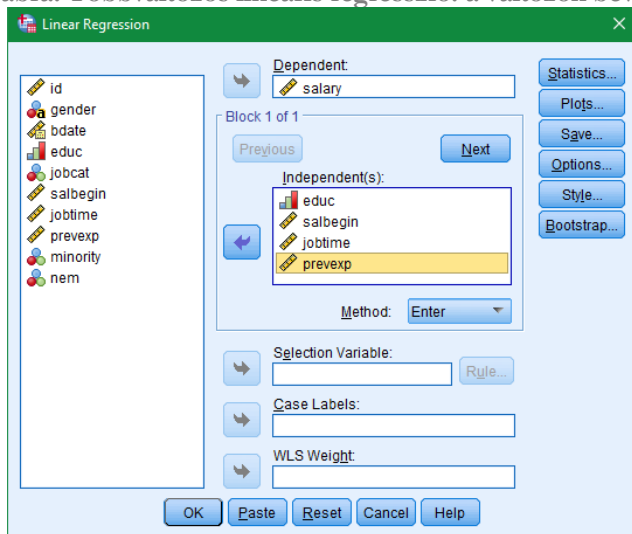 Linear Regression
id
gender
bdate
educ
jobcat
salbegin
jobtime
prevexp
minority
nem
Dependent:
salary
Block 1 of 1
Previous
Next
Independent(s):
educ
salbegin
jobtime
prevexp
Method: Enter
Selection Variable:
Rule...
Case Labels:
WLS Weight:
Statistics...
Plots...
Save...
Options...
Style...
Bootstrap...
OK Paste Reset Cancel Help